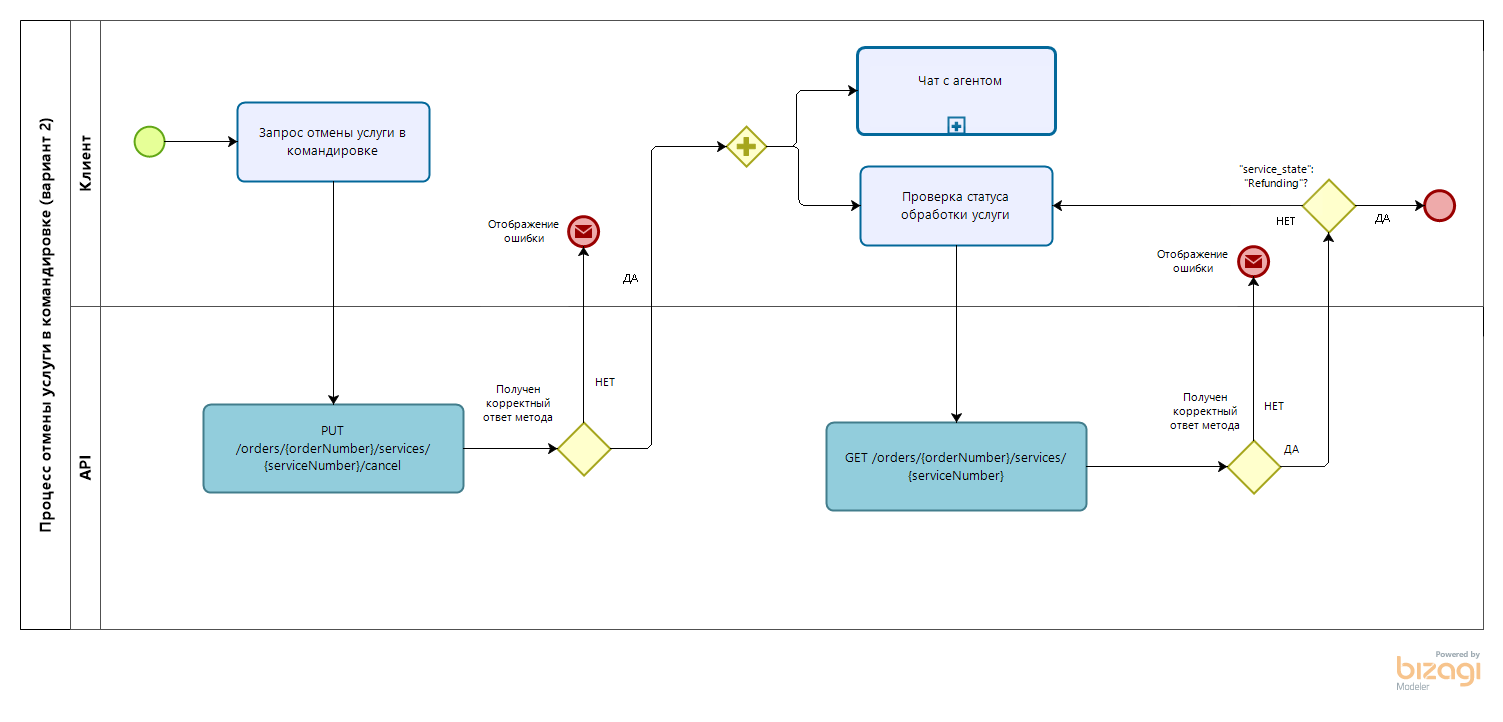 Процесс отмены услуги в командировке (вариант 2)
Клиент
API
Запрос отмены услуги в
командировке
Отображение
ошибки
ДА
Чат с агентом
Проверка статуса
обработки услуги
"service_state":
"Refunding"?
НЕТ
ДА
Отображение
ошибки
PUT
/orders/{orderNumber}/services/
{serviceNumber}/cancel
Получен
корректный
ответ метода
НЕТ
GET /orders/{orderNumber}/services/
{serviceNumber}
Получен
корректный
ответ метода
НЕТ
ДА
Powered by
bizagi
Modeler